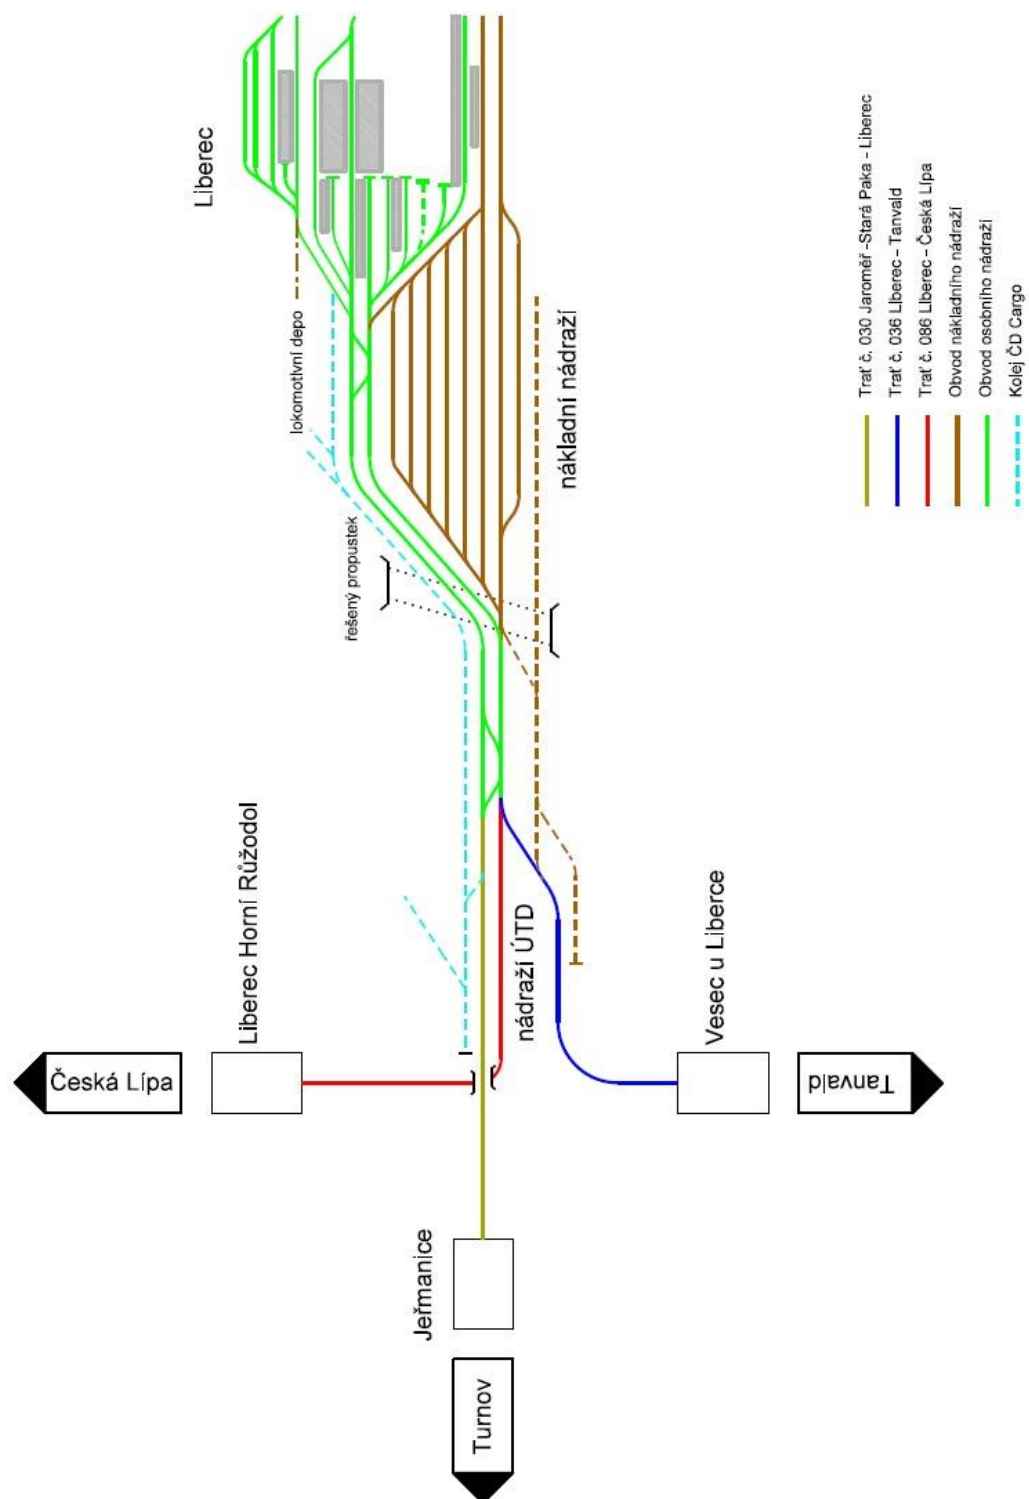 Liberec
lokomotivní depo
řešený propustek
nákladní nádraží
Liberec Horní Růžodol
nádraží ÚTD
Vesec u Liberce
Česká Lípa
Tanvald
Jeřmanice
Turnov
Trať č. 030 Jaroměř -Stará Paka - Liberec
Trať č. 036 Liberec - Tanvald
Trať č. 086 Liberec - Česká Lípa
Obvod nákladního nádraží
Obvod osobního nádraží
Kolej ČD Cargo